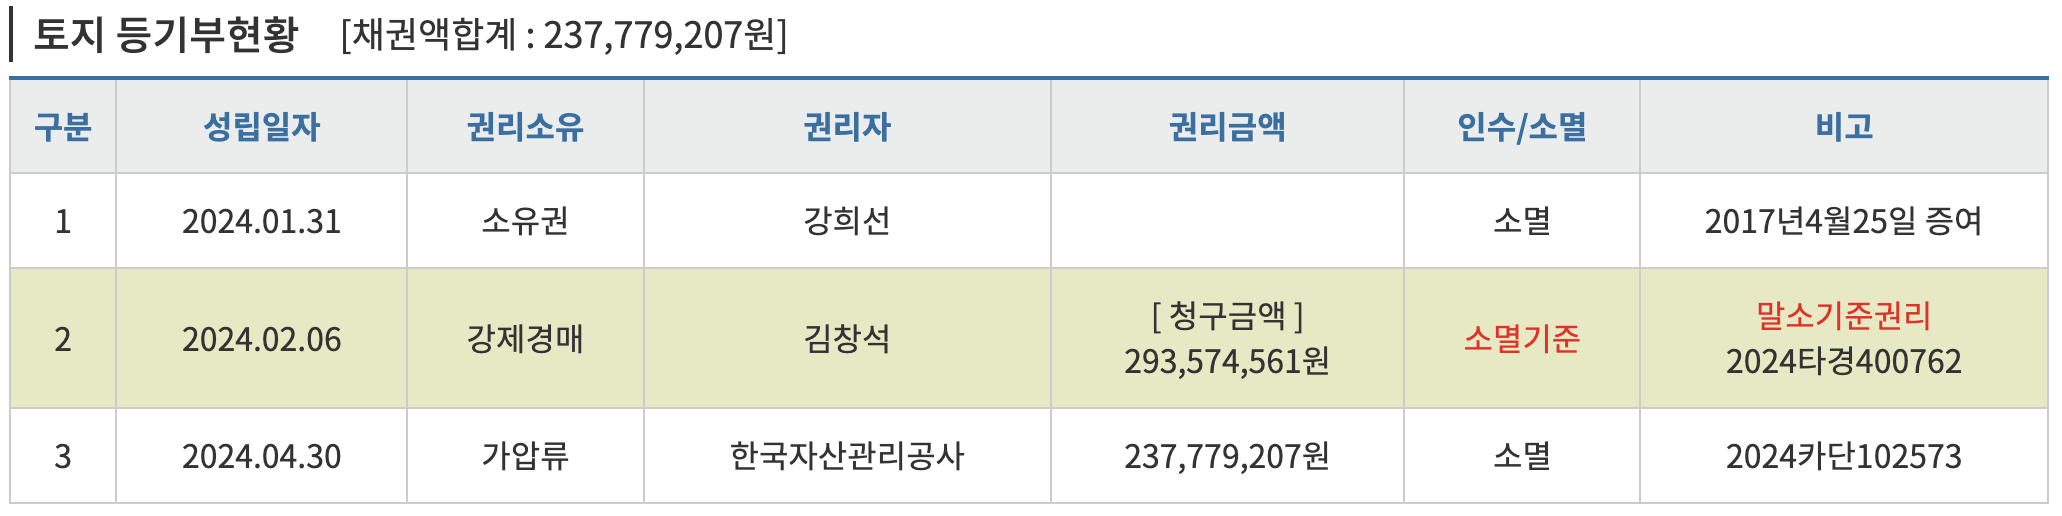 토지 등기부현황 [채권액합계 : 237,779,207원]
구분 성립일자 권리소유 권리자 권리금액 인수/소멸 비고
1 2024.01.31 소유권 강희선 소멸 2017년4월25일 증여
2 2024.02.06 강제경매 김창석 [ 청구금액 ] 293,574,561원 소멸기준 말소기준권리 2024타경400762
3 2024.04.30 가압류 한국자산관리공사 237,779,207원 소멸 2024카단102573